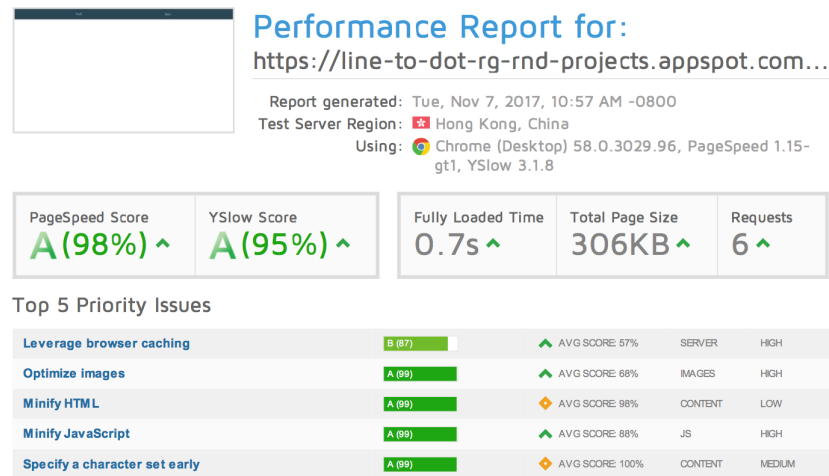 Performance Report for:
https://line-to-dot-rg-rnd-projects.appspot.com...
Report generated: Tue, Nov 7, 2017, 10:57 AM -0800
Test Server Region: Hong Kong, China
Using: Chrome (Desktop) 58.0.3029.96, PageSpeed 1.15-
gt1, YSlow 3.1.8
PageSpeed Score YSlow Score Fully Loaded Time Total Page Size Requests
A (98%) A (95%) 0.7s 306KB 6
Top 5 Priority Issues
Leverage browser caching B (87) AVG SCORE: 57% SERVER HIGH
Optimize images A (99) AVG SCORE: 68% IMAGES HIGH
Minify HTML A (99) AVG SCORE: 98% CONTENT LOW
Minify JavaScript A (99) AVG SCORE: 88% JS HIGH
Specify a character set early A (99) AVG SCORE: 100% CONTENT MEDIUM